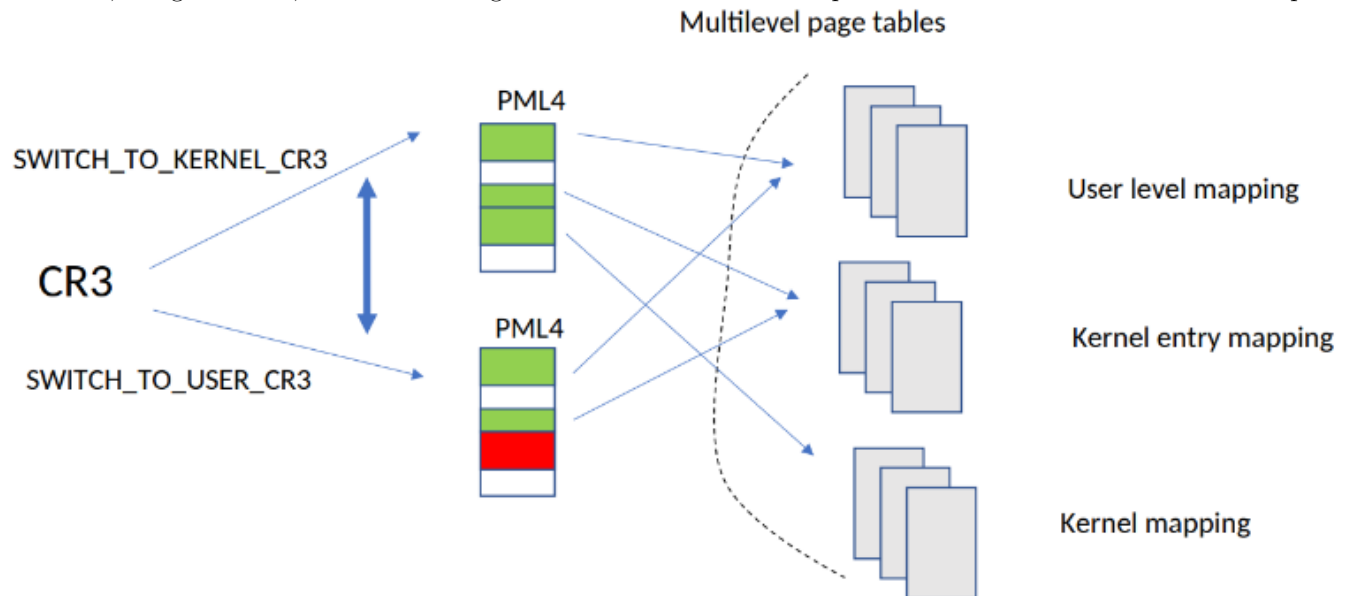 Multilevel page tables
PML4
SWITCH_TO_KERNEL_CR3
User level mapping
CR3
PML4
Kernel entry mapping
SWITCH_TO_USER_CR3
Kernel mapping